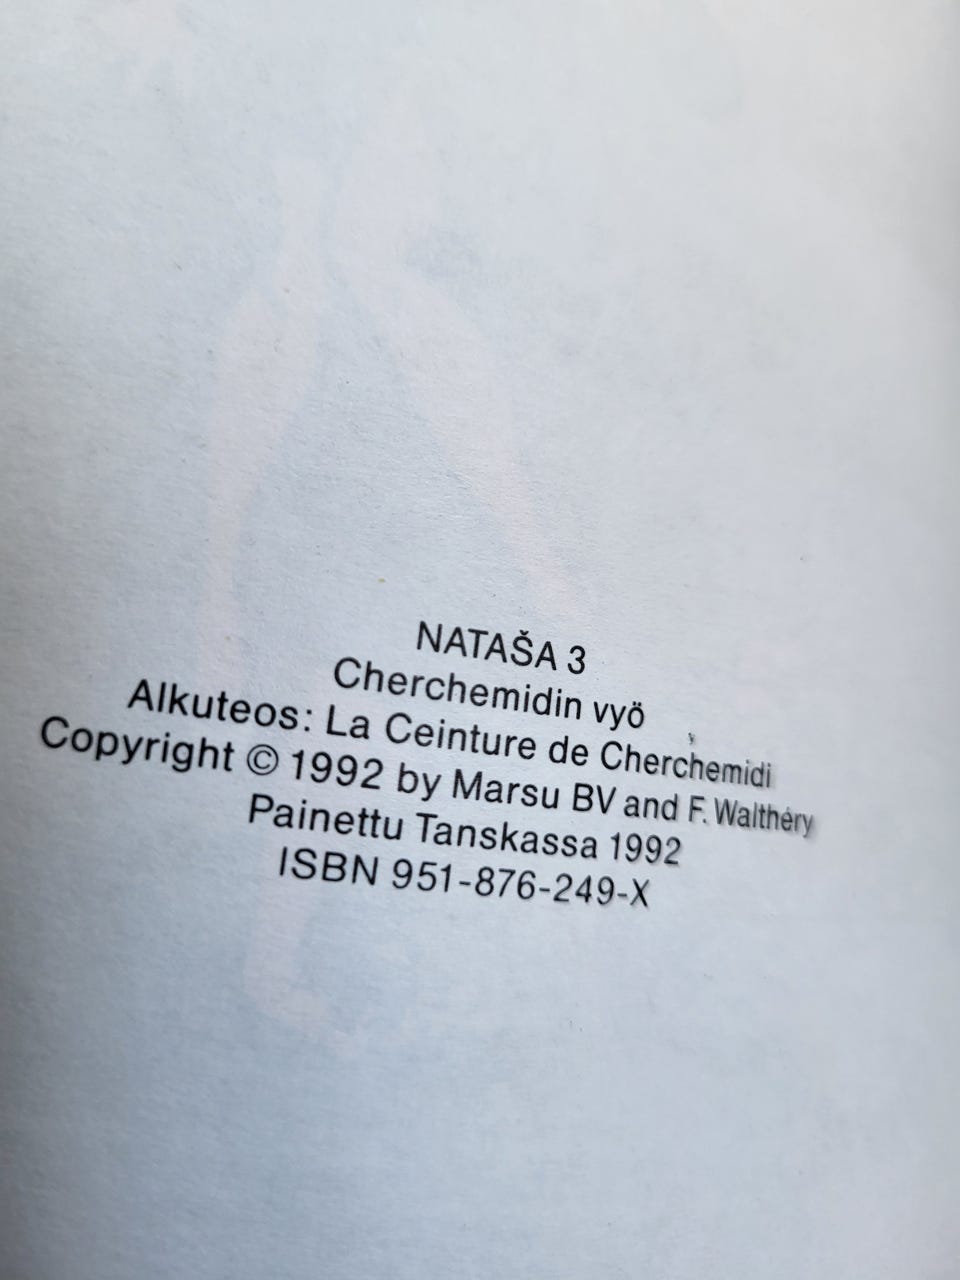 NATAŠA 3
Cherchemidin vyö
Alkuteos: La Ceinture de Cherchemidi
Copyright © 1992 by Marsu BV and F. Walthéry
Painettu Tanskassa 1992
ISBN 951-876-249-X